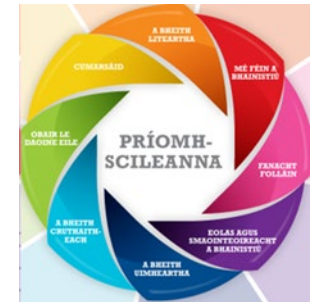 A BHEITH
LITEARTHA
MÉ FÉIN A
BHAINISTIÚ
FANACHT
FOLLÁIN
EOLAS AGUS
SMAOINTEOIREACHT
A BHAINISTIÚ
A BHEITH
UIMHEARTHA
A BHEITH
CRUTHAITH-
EACH
OBAIR LE
DAOINE EILE
CUMARSÁID
PRÍOMH-
SCILEANNA